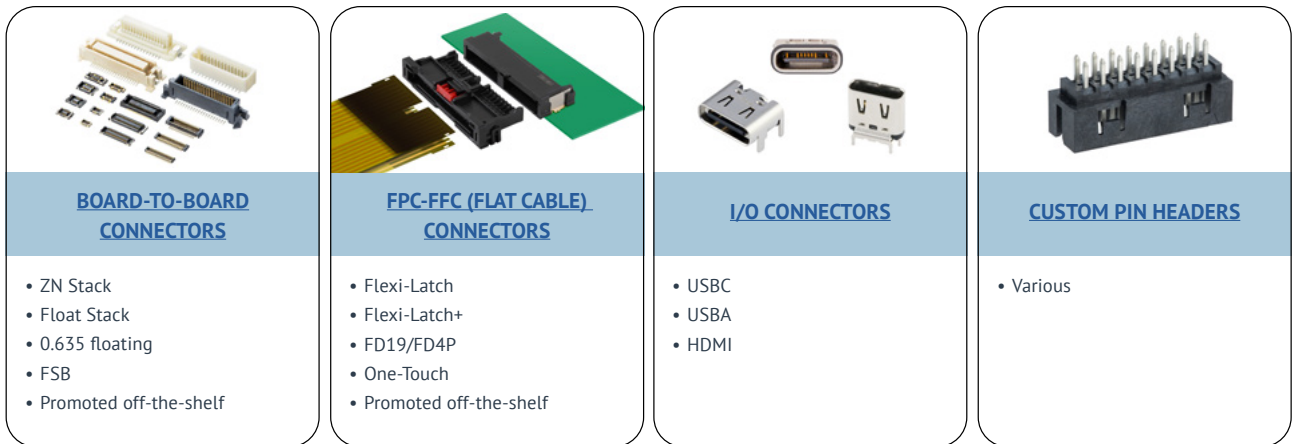 BOARD-TO-BOARD
CONNECTORS
• ZN Stack
• Float Stack
• 0.635 floating
• FSB
• Promoted off-the-shelf
FPC-FFC (FLAT CABLE)
CONNECTORS
• Flexi-Latch
• Flexi-Latch+
• FD19/FD4P
• One-Touch
• Promoted off-the-shelf
I/O CONNECTORS
• USBC
• USBA
• HDMI
CUSTOM PIN HEADERS
• Various